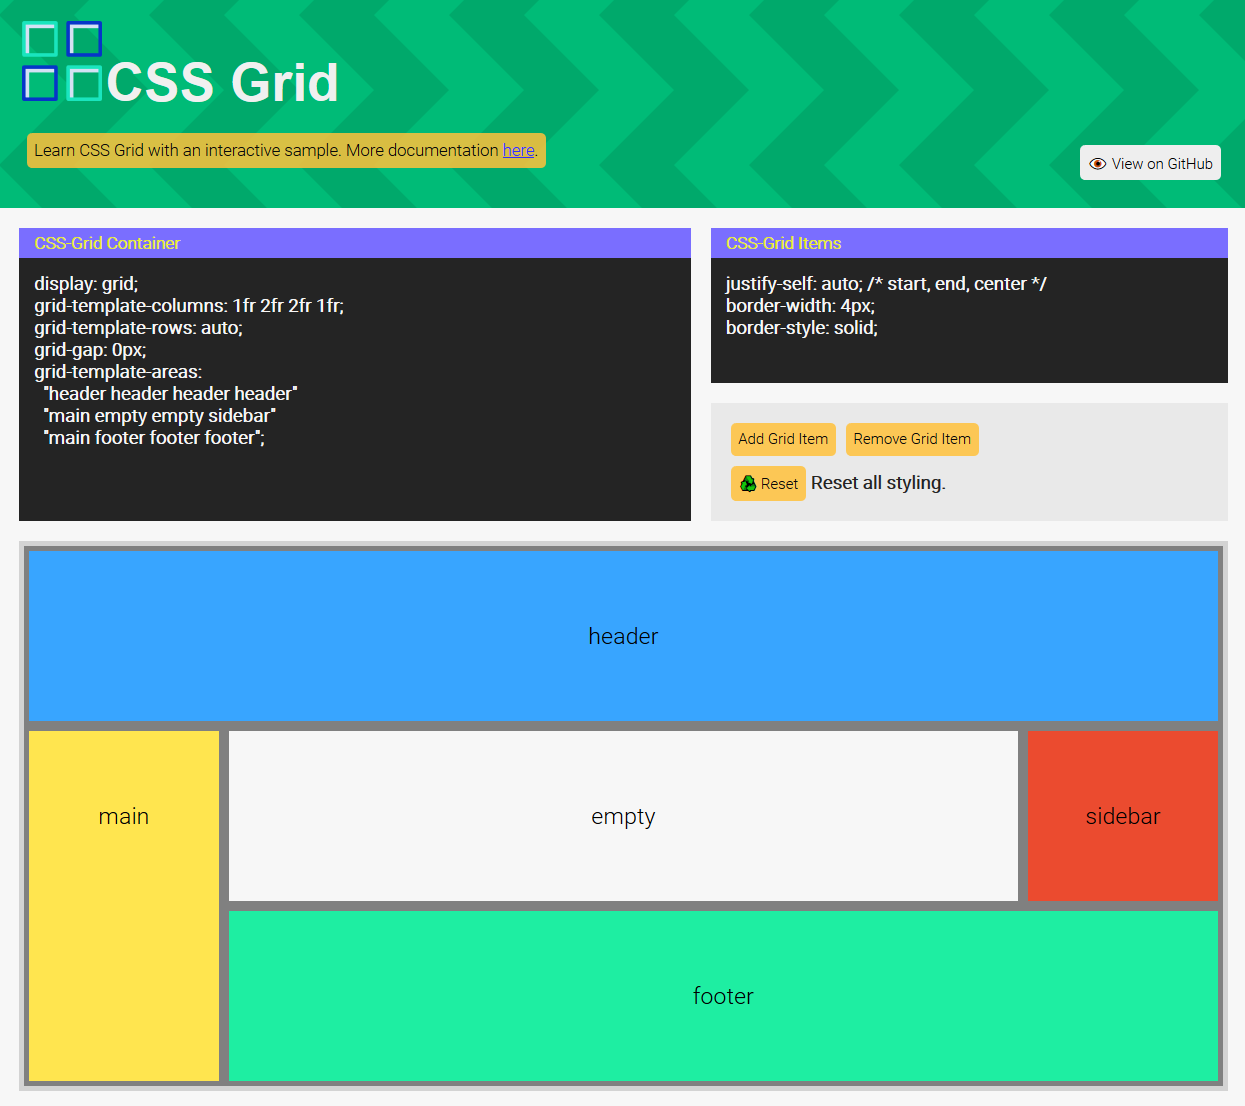 CSS Grid
Learn CSS Grid with an interactive sample. More documentation here.
View on GitHub
CSS-Grid Container
display: grid;
grid-template-columns: 1fr 2fr 2fr 1fr;
grid-template-rows: auto;
grid-gap: 0px;
grid-template-areas:
"header header header header"
"main empty empty sidebar"
"main footer footer footer";
CSS-Grid Items
justify-self: auto; /* start, end, center */
border-width: 4px;
border-style: solid;
Add Grid Item
Remove Grid Item
Reset Reset all styling.
header
main
empty
sidebar
footer